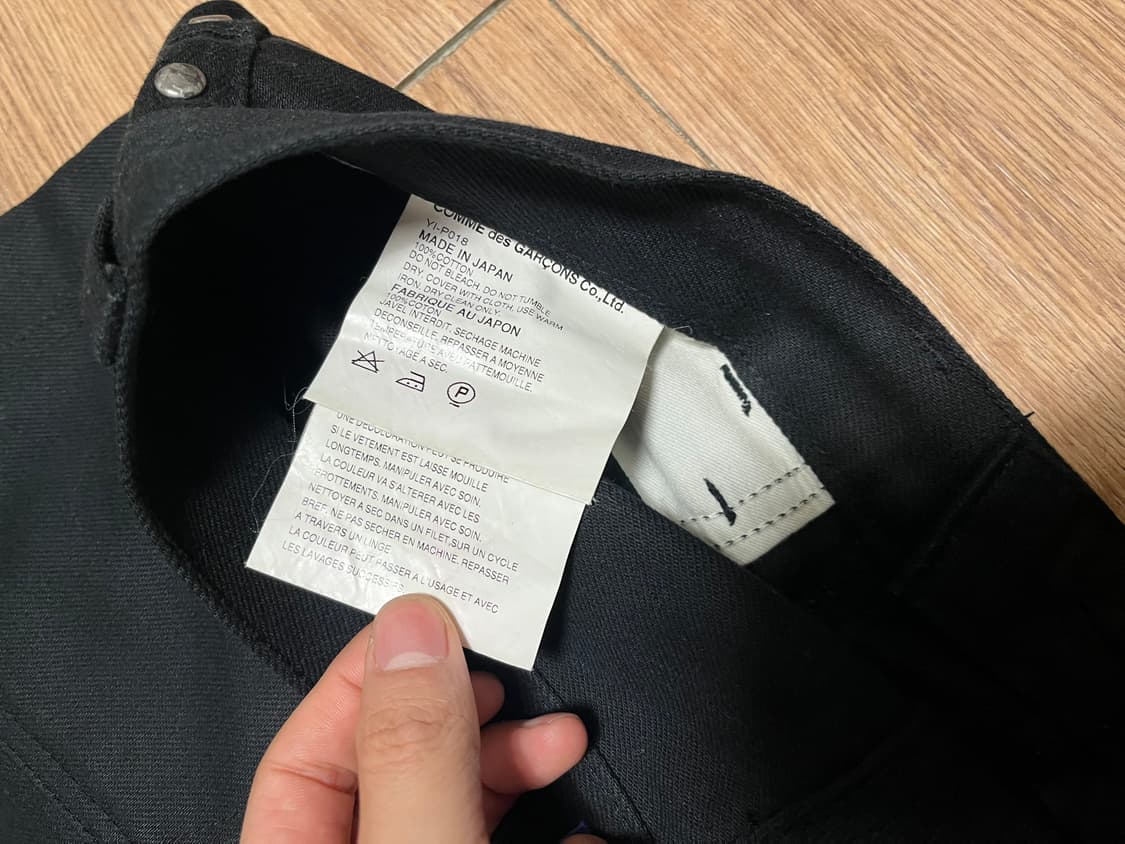 COMME des GARÇONS Co.,Ltd.
YI-P018
MADE IN JAPAN
100%COTTON
DO NOT BLEACH, DO NOT TUMBLE
DRY, COVER WITH CLOTH, USE WARM
IRON, DRY CLEAN ONLY
FABRIQUE AU JAPON
100%COTON
JAVEL INTERDIT, SECHAGE MACHINE
DECONSEILLE, REPASSER A MOYENNE
TEMPERATURE AVEC PATTEMOUILLE.
NETTOYAGE A SEC.
P
UNE DECOLORATION PEUT SE PRODUIRE
SI LE VETEMENT EST LAISSE MOUILLE
LONGTEMPS. MANIPULER AVEC SOIN.
LA COULEUR VA S'ALTERER AVEC LES
FROTTEMENTS. MANIPULER AVEC SOIN.
NETTOYER A SEC DANS UN FILET, SUR UN CYCLE
BREF. NE PAS SECHER EN MACHINE. REPASSER
A TRAVERS UN LINGE.
LA COULEUR PEUT PASSER A L'USAGE ET AVEC
LES LAVAGES SUCCESSIFS.